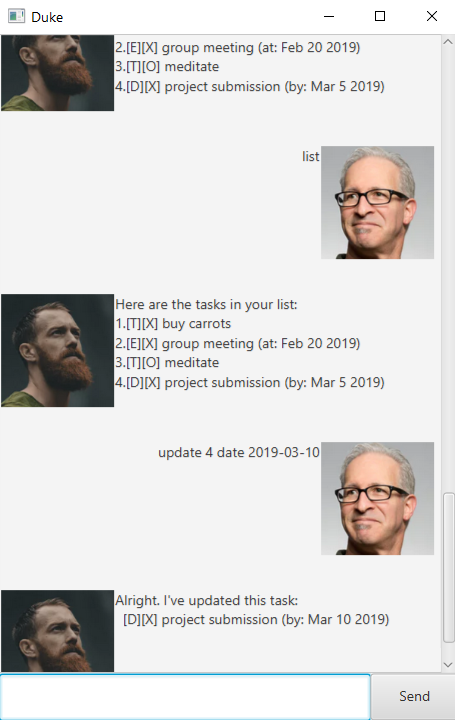 Duke
2.[E][X] group meeting (at: Feb 20 2019)
3.[T][O] meditate
4.[D][X] project submission (by: Mar 5 2019)
list
Here are the tasks in your list:
1.[T][X] buy carrots
2.[E][X] group meeting (at: Feb 20 2019)
3.[T][O] meditate
4.[D][X] project submission (by: Mar 5 2019)
update 4 date 2019-03-10
Alright. I've updated this task:
[D][X] project submission (by: Mar 10 2019)
Send